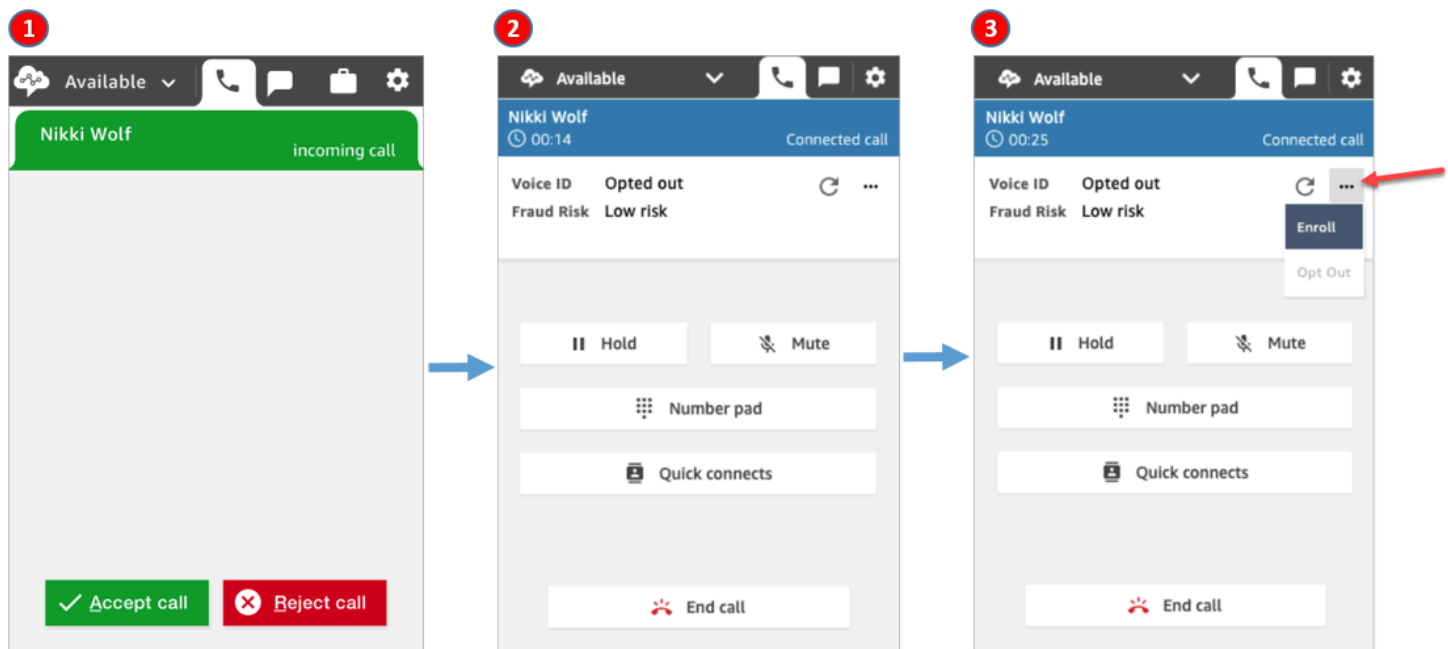 1
Available
Nikki Wolf
incoming call
Accept call
Reject call
2
Available
Nikki Wolf
00:14
Connected call
Voice ID Opted out
Fraud Risk Low risk
Hold
Mute
Number pad
Quick connects
End call
3
Available
Nikki Wolf
00:25
Connected call
Voice ID Opted out
Fraud Risk Low risk
Enroll
Opt Out
Hold
Mute
Number pad
Quick connects
End call